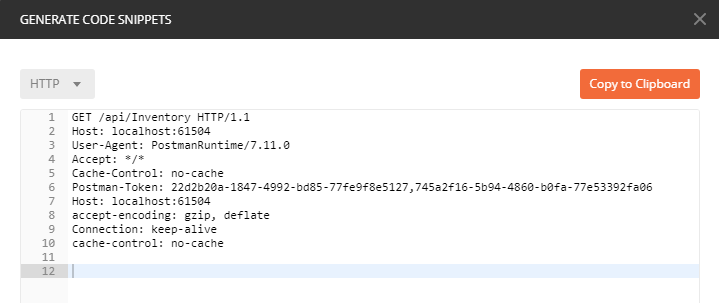 GENERATE CODE SNIPPETS
HTTP
Copy to Clipboard
1 GET /api/Inventory HTTP/1.1
2 Host: localhost:61504
3 User-Agent: PostmanRuntime/7.11.0
4 Accept: */*
5 Cache-Control: no-cache
6 Postman-Token: 22d2b20a-1847-4992-bd85-77fe9f8e5127,745a2f16-5b94-4860-b0fa-77e53392fa06
7 Host: localhost:61504
8 accept-encoding: gzip, deflate
9 Connection: keep-alive
10 cache-control: no-cache
11
12